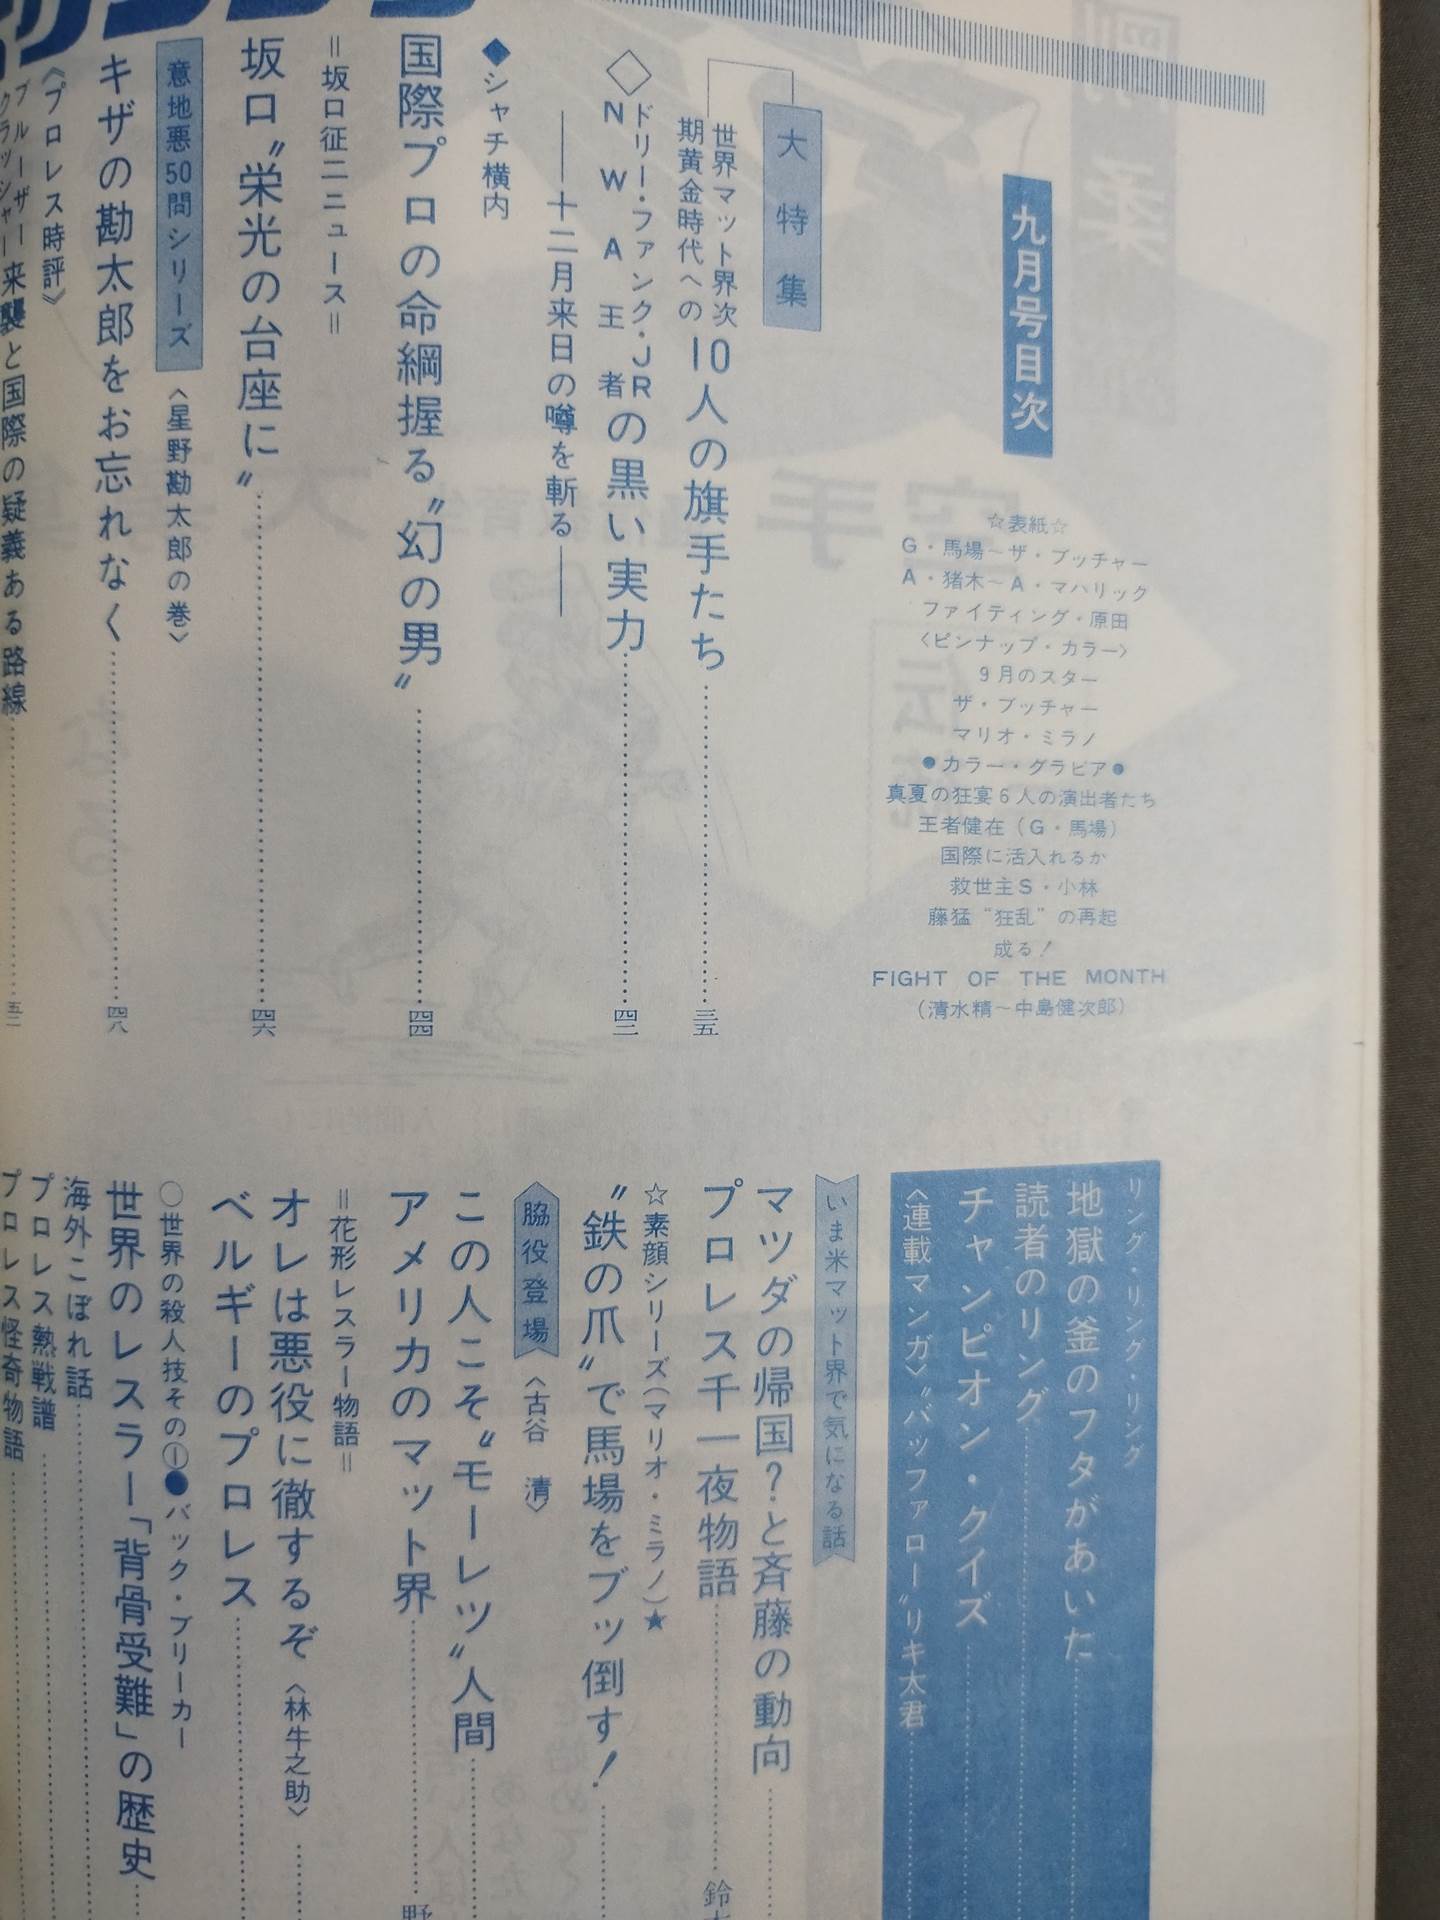 九月号目次
☆表紙☆
G・馬場～ザ・ブッチャー
A・猪木～A・マハリック
ファイティング・原田
〈ピンナップ・カラー〉
9月のスター
ザ・ブッチャー
マリオ・ミラノ
●カラー・グラビア●
真夏の狂宴6人の演出者たち
王者健在（G・馬場）
国際に活入れるか
救世主S・小林
藤猛〝狂乱〟の再起
成る！
FIGHT OF THE MONTH
（清水精～中島健次郎）
大特集
世界マット界次
期黄金時代への
10人の旗手たち……三五
◇ドリー・ファンク・JR
NWA王者
の黒い実力……四二
――十二月来日の噂を斬る――
◆シャチ横内
国際プロの命綱握る〝幻の男〟……四四
＝坂口征二ニュース＝
坂口〝栄光の台座に〟……四六
意地悪50問シリーズ
〈星野勘太郎の巻〉
キザの勘太郎をお忘れなく……四八
《プロレス時評》
ブルーザー
クラッシャー
来襲と国際の疑義ある路線……五二
リング・リング・リング・リング
地獄の釜のフタがあいた……
読者のリング……
チャンピオン・クイズ……
〈連載マンガ〉〝バッファロー〟リキ太君……
いま米マット界で気になる話
マツダの帰国？と斉藤の動向……
プロレス千一夜物語……鈴
☆素顔シリーズ（マリオ・ミラノ）★
〝鉄の爪〟で馬場をブッ倒す！……
脇役登場
〈古谷　清〉
この人こそ〝モーレツ〟人間……
アメリカのマット界……野
＝花形レスラー物語＝
オレは悪役に徹するぞ〈林牛之助〉……
ベルギーのプロレス……
○世界の殺人技その①●バック・ブリーカー
世界のレスラー「背骨受難」の歴史……
海外こぼれ話……
プロレス熱戦譜……
プロレス怪奇物語……